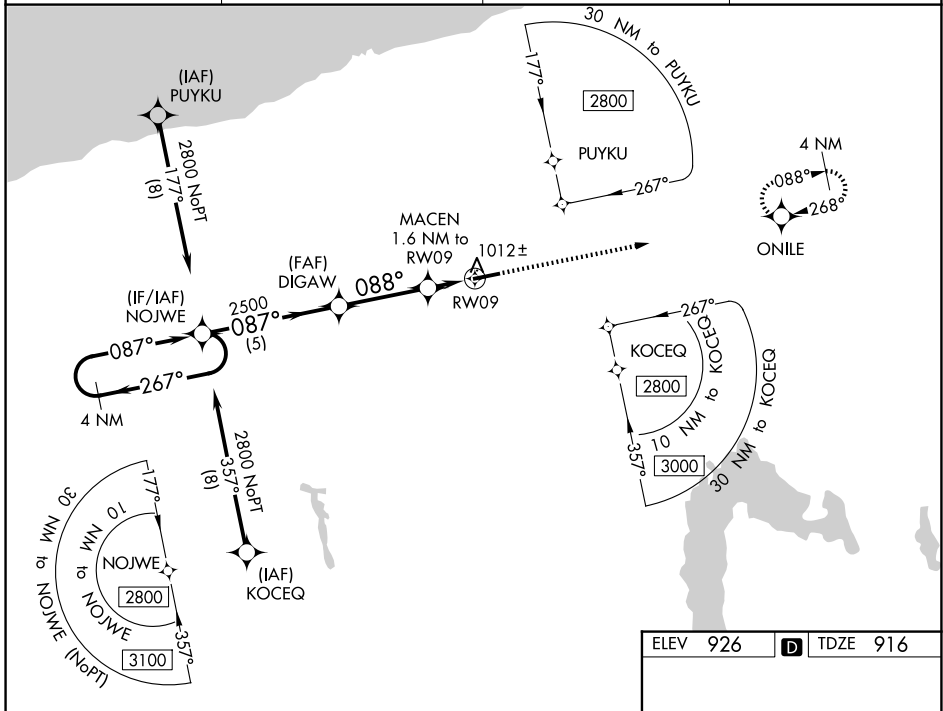 30 NM to PUYKU
177°
2800
PUYKU
267°
(IAF)
PUYKU
2800 NoPT
177°
(8)
4 NM
088°
268°
ONILE
MACEN
1.6 NM to
RW09
1012±
RW09
(FAF)
DIGAW
088°
(IF/IAF)
NOJWE
2500
087°
(5)
087°
267°
4 NM
267°
KOCEQ
2800
10 NM to KOCEQ
357°
3000
30 NM to KOCEQ
2800 NoPT
357°
(8)
(IAF)
KOCEQ
177°
30 NM to NOJWE (NoPT)
10 NM to NOJWE
NOJWE
2800
357°
3100
ELEV 926 D TDZE 916